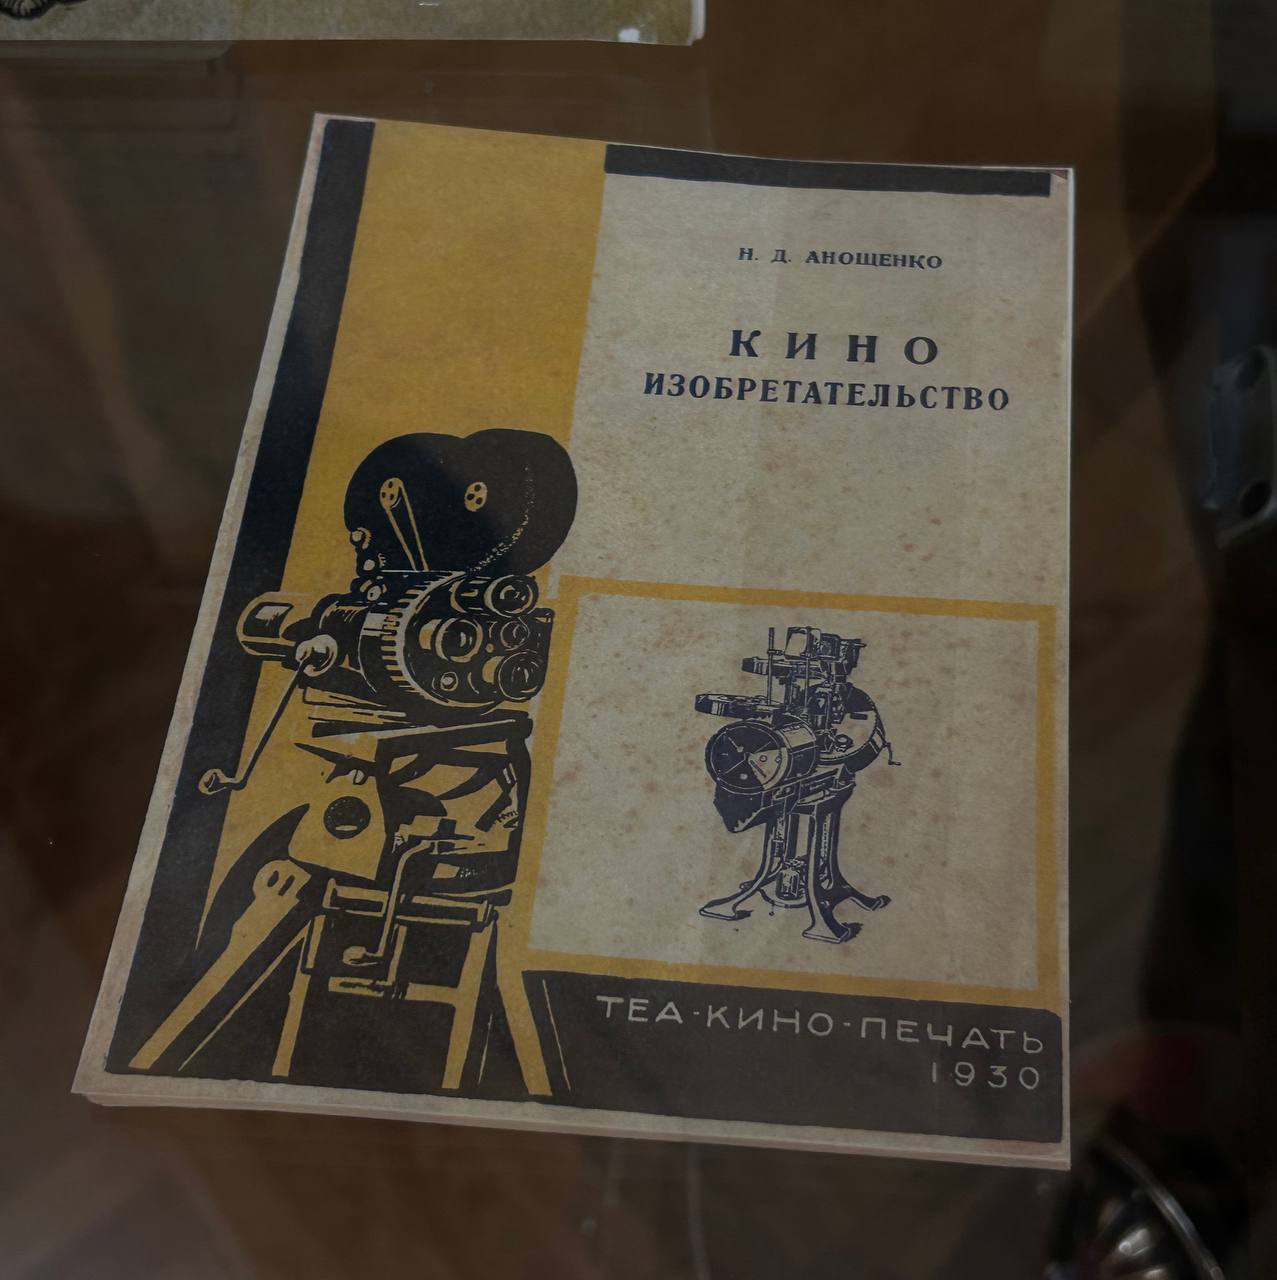 Н. Д. АНОЩЕНКО
КИНО
ИЗОБРЕТАТЕЛЬСТВО
ТЕА-КИНО-ПЕЧАТЬ
1930